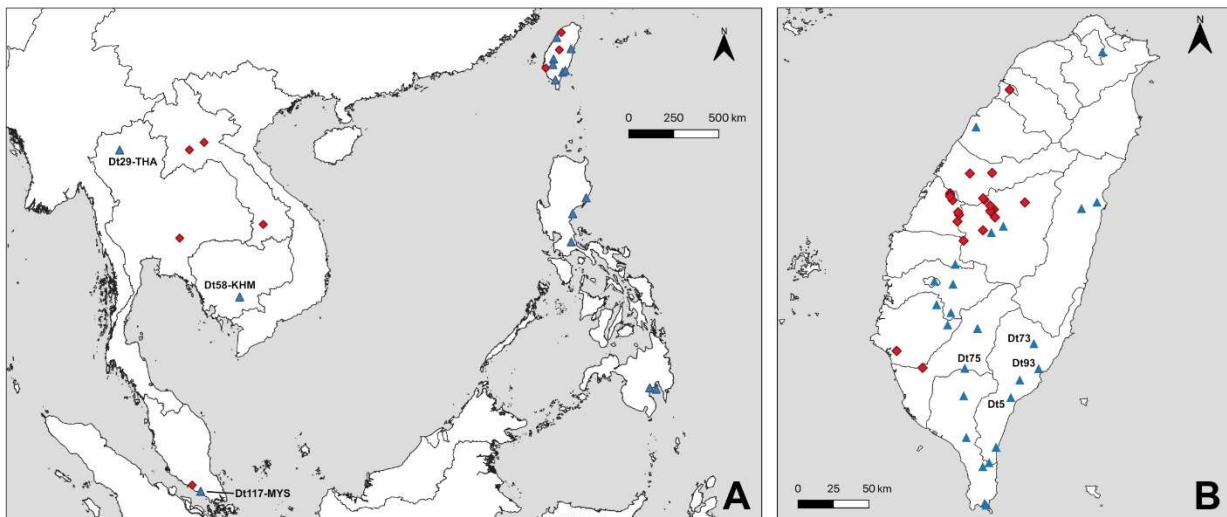 N
0 250 500 km
Dt29-THA
Dt58-KHM
Dt117-MYS
A
N
Dt73
Dt75
Dt93
Dt5
0 25 50 km
B